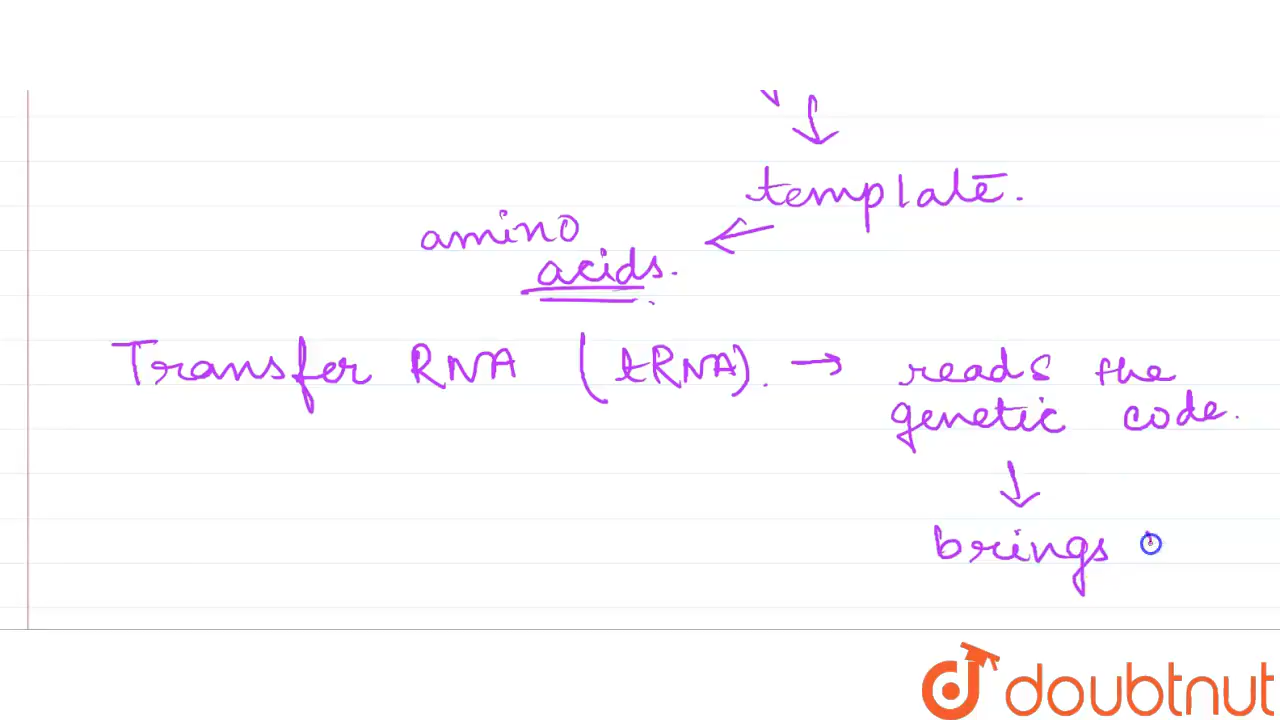 template.
amino
acids.
Transfer RNA (tRNA). → reads the
genetic code.
brings
doubtnut